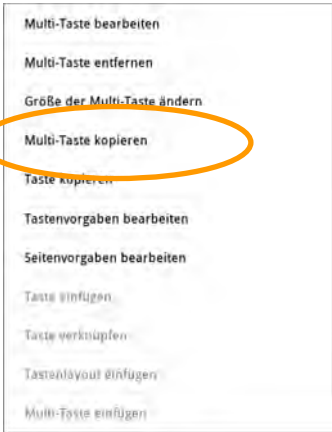 Multi-Taste bearbeiten
Multi-Taste entfernen
Größe der Multi-Taste ändern
Multi-Taste kopieren
Taste kopieren
Tastenvorgaben bearbeiten
Seitenvorgaben bearbeiten
Taste einfügen
Taste verknüpfen
Tastenlayout einfügen
Multi-Taste einfügen